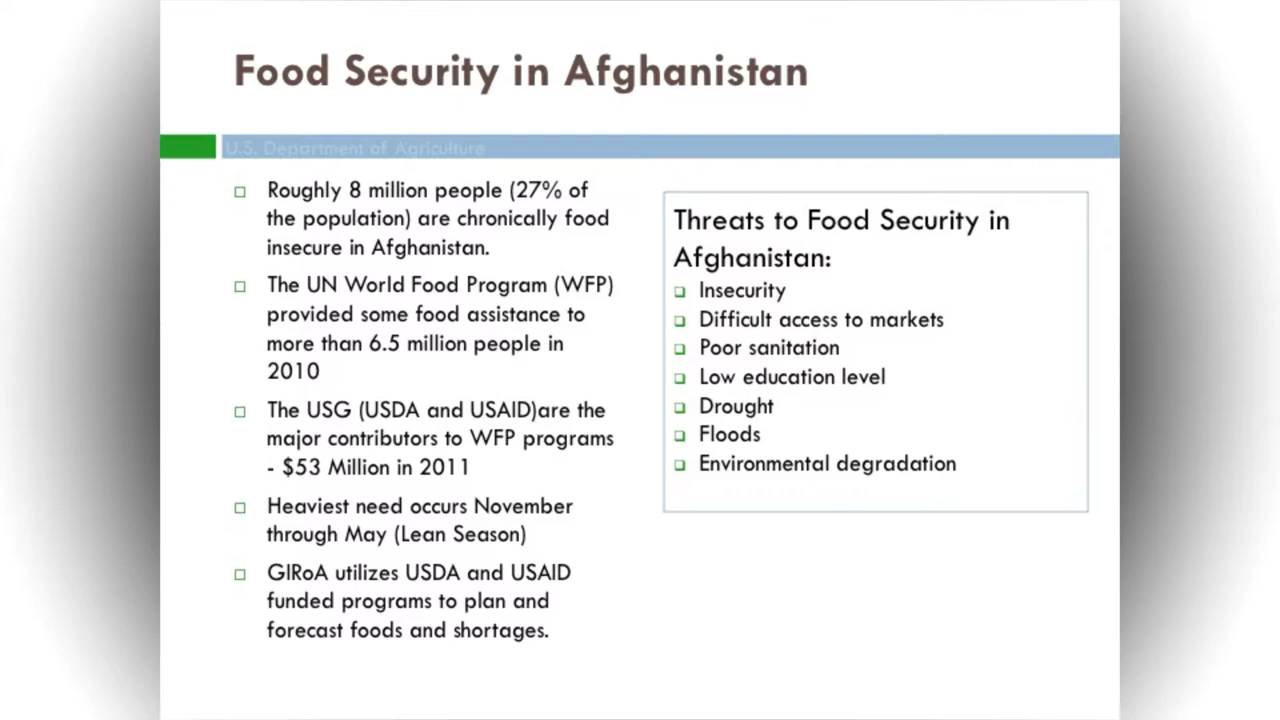 Food Security in Afghanistan
U.S. Department of Agriculture
Roughly 8 million people (27% of
the population) are chronically food
insecure in Afghanistan.
The UN World Food Program (WFP)
provided some food assistance to
more than 6.5 million people in
2010
The USG (USDA and USAID)are the
major contributors to WFP programs
- $53 Million in 2011
Heaviest need occurs November
through May (Lean Season)
GIRoA utilizes USDA and USAID
funded programs to plan and
forecast foods and shortages.
Threats to Food Security in
Afghanistan:
Insecurity
Difficult access to markets
Poor sanitation
Low education level
Drought
Floods
Environmental degradation